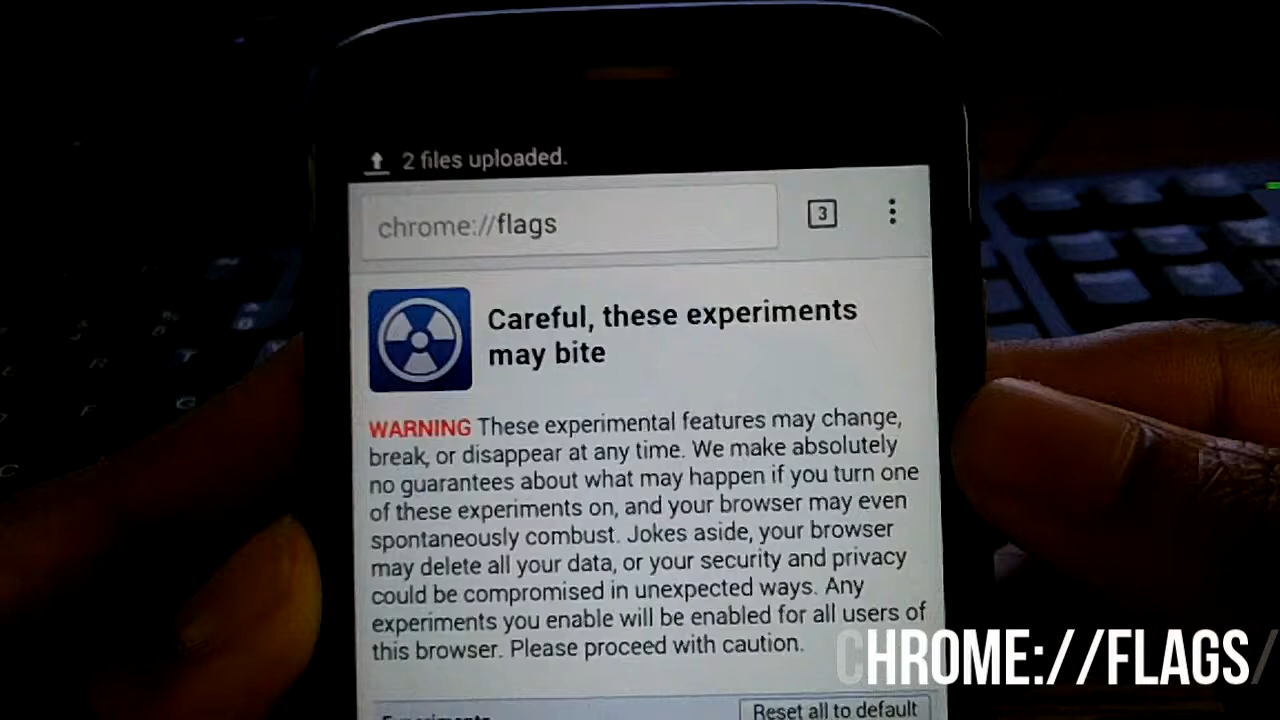 2 files uploaded.
chrome://flags
3
Careful, these experiments
may bite
WARNING These experimental features may change,
break, or disappear at any time. We make absolutely
no guarantees about what may happen if you turn one
of these experiments on, and your browser may even
spontaneously combust. Jokes aside, your browser
may delete all your data, or your security and privacy
could be compromised in unexpected ways. Any
experiments you enable will be enabled for all users of
this browser. Please proceed with caution.
CHROME://FLAGS/
Reset all to default